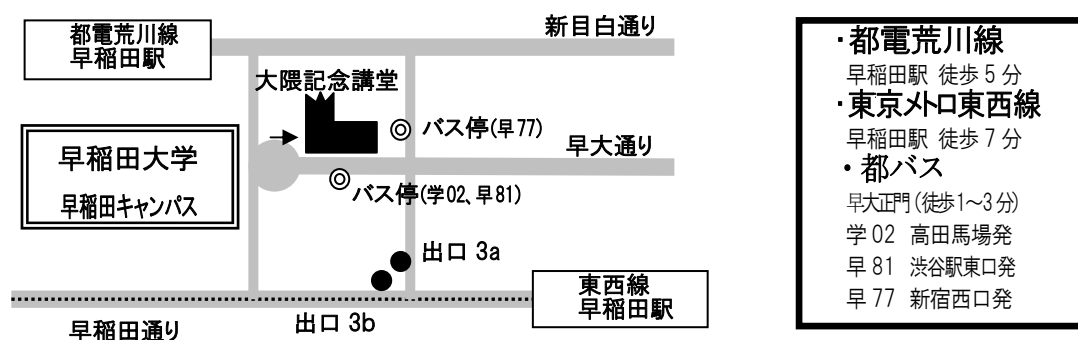 新目白通り
都電荒川線
早稲田駅
大隈記念講堂
バス停(早77)
早稲田大学
早稲田キャンパス
早大通り
バス停(学02、早81)
出口 3a
東西線
早稲田駅
出口 3b
早稲田通り
・都電荒川線
早稲田駅 徒歩 5 分
・東京メトロ東西線
早稲田駅 徒歩 7 分
・都バス
早大正門(徒歩1～3分)
学 02 高田馬場発
早 81 渋谷駅東口発
早 77 新宿西口発